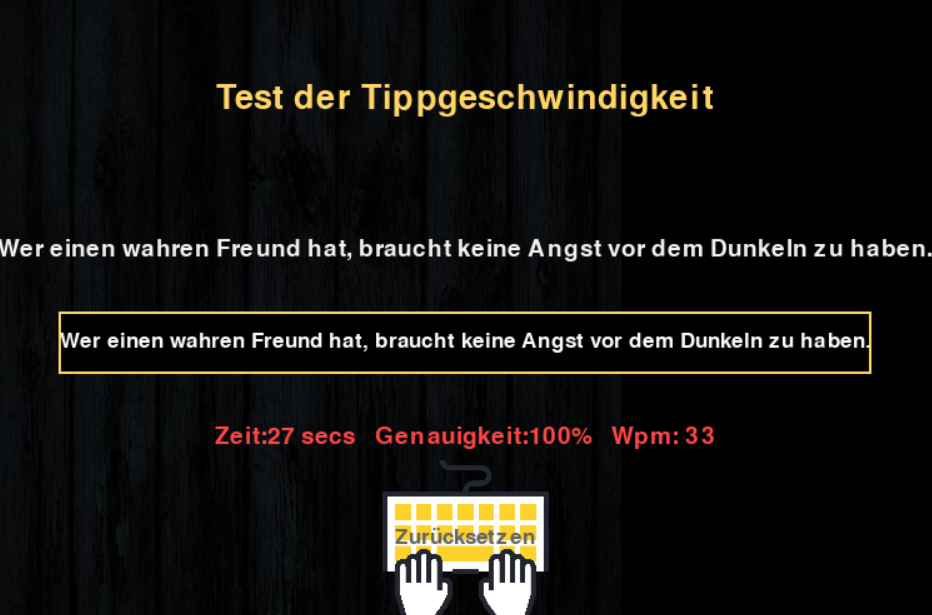 Test der Tippgeschwindigkeit
Wer einen wahren Freund hat, braucht keine Angst vor dem Dunkeln zu haben.
Wer einen wahren Freund hat, braucht keine Angst vor dem Dunkeln zu haben.
Zeit:27 secs Genauigkeit:100% Wpm: 33
Zurücksetzen